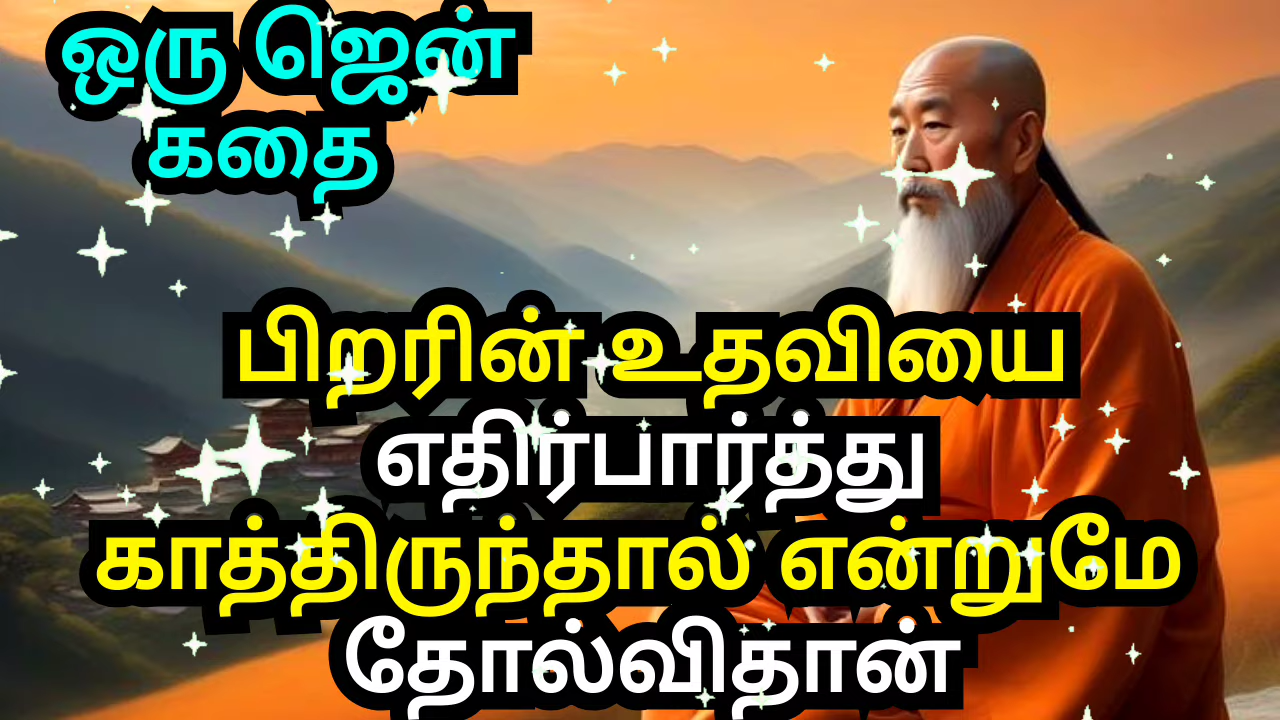 ஒரு ஜென்
கதை
பிறரின் உதவியை
எதிர்பார்த்து
காத்திருந்தால் என்றுமே
தோல்விதான்